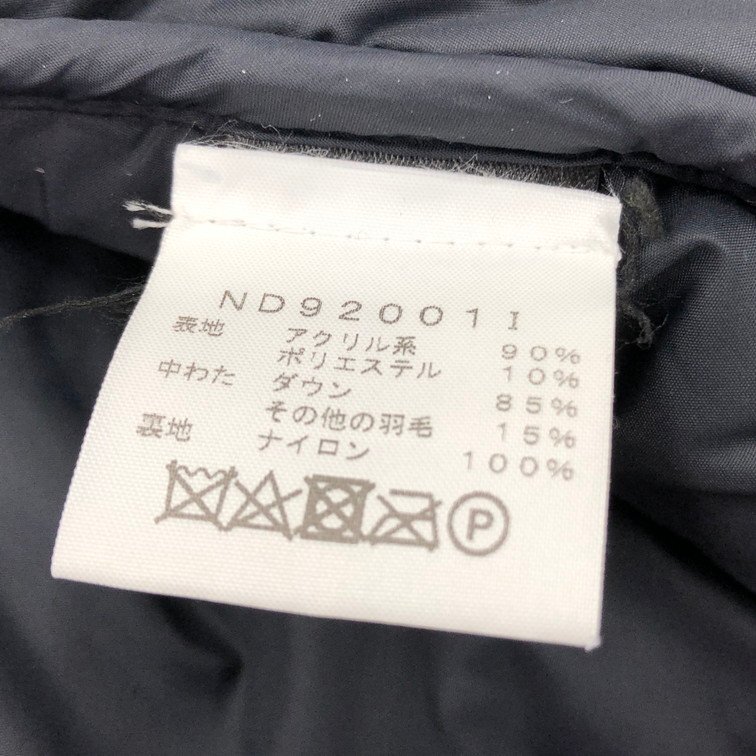 ND92001I
表地 アクリル系 90%
ポリエステル 10%
中わた ダウン 85%
その他の羽毛 15%
裏地 ナイロン 100%
P